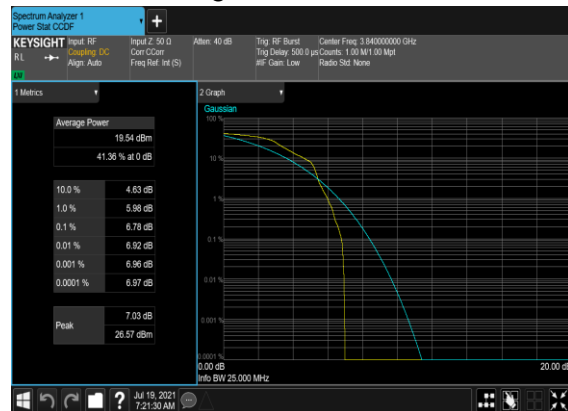 Spectrum Analyzer 1
Power Stat CCDF
+
KEYSIGHT
RL
Input: RF
Coupling: DC
Align: Auto
Input Z: 50 Ω
Corr CCorr
Freq Ref: Int (S)
Atten: 40 dB
Trig: RF Burst
Trig Delay: 500.0 µs
#IF Gain: Low
Center Freq: 3.840000000 GHz
Counts: 1.00 M/1.00 Mpt
Radio Std: None
LW
1 Metrics
Average Power
19.54 dBm
41.36 % at 0 dB
10.0 % 4.63 dB
1.0 % 5.98 dB
0.1 % 6.78 dB
0.01 % 6.92 dB
0.001 % 6.96 dB
0.0001 % 6.97 dB
Peak
7.03 dB
26.57 dBm
2 Graph
Gaussian
100 %
10 %
1 %
0.1 %
0.01 %
0.001 %
0.0001 %
0.00 dB
20.00 dB
Info BW 25.000 MHz
?
Jul 19, 2021
7:21:30 AM